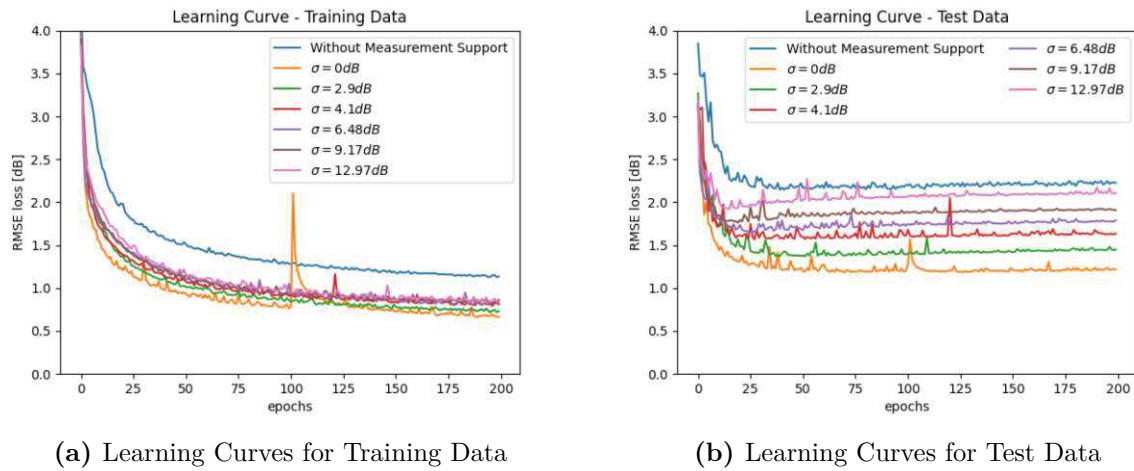 Learning Curve - Training Data
4.0
3.5
3.0
2.5
2.0
1.5
1.0
0.5
0.0
RMSE loss [dB]
Without Measurement Support
σ = 0dB
σ = 2.9dB
σ = 4.1dB
σ = 6.48dB
σ = 9.17dB
σ = 12.97dB
0 25 50 75 100 125 150 175 200
epochs
(a) Learning Curves for Training Data
Learning Curve - Test Data
4.0
3.5
3.0
2.5
2.0
1.5
1.0
0.5
0.0
RMSE loss [dB]
Without Measurement Support
σ = 0dB
σ = 2.9dB
σ = 4.1dB
σ = 6.48dB
σ = 9.17dB
σ = 12.97dB
0 25 50 75 100 125 150 175 200
epochs
(b) Learning Curves for Test Data